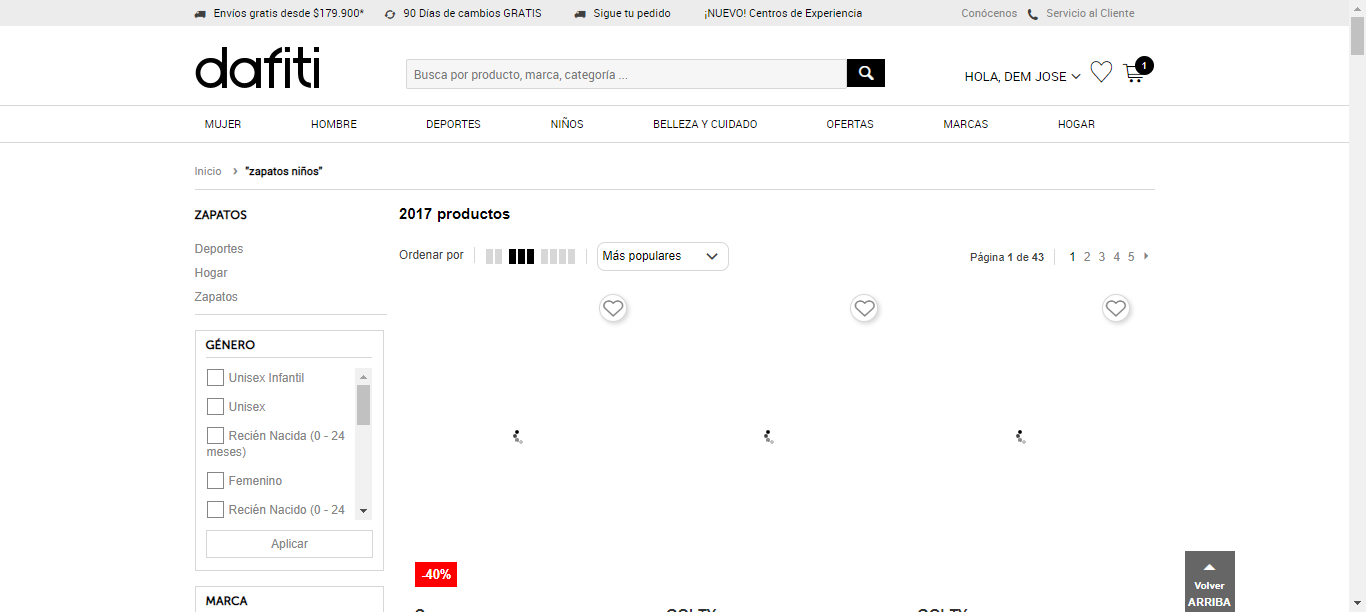 Envíos gratis desde $179.900* 90 Días de cambios GRATIS Sigue tu pedido ¡NUEVO! Centros de Experiencia Conócenos Servicio al Cliente
dafiti
Busca por producto, marca, categoría ...
HOLA, DEM JOSE
1
MUJER HOMBRE DEPORTES NIÑOS BELLEZA Y CUIDADO OFERTAS MARCAS HOGAR
Inicio › "zapatos niños"
ZAPATOS
Deportes
Hogar
Zapatos
GÉNERO
Unisex Infantil
Unisex
Recién Nacida (0 - 24
meses)
Femenino
Recién Nacido (0 - 24
Aplicar
MARCA
2017 productos
Ordenar por Más populares Página 1 de 43 1 2 3 4 5
-40%
Volver
ARRIBA